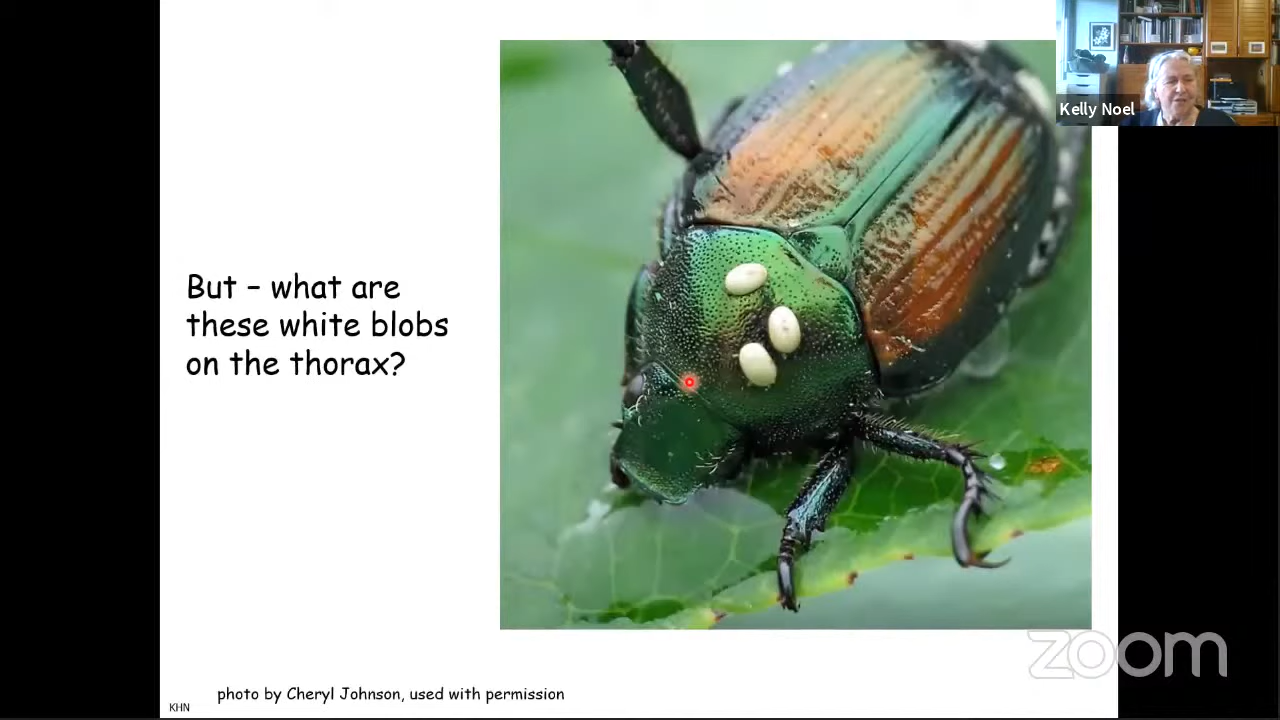 Kelly Noel
But – what are
these white blobs
on the thorax?
zoom
photo by Cheryl Johnson, used with permission
KHN